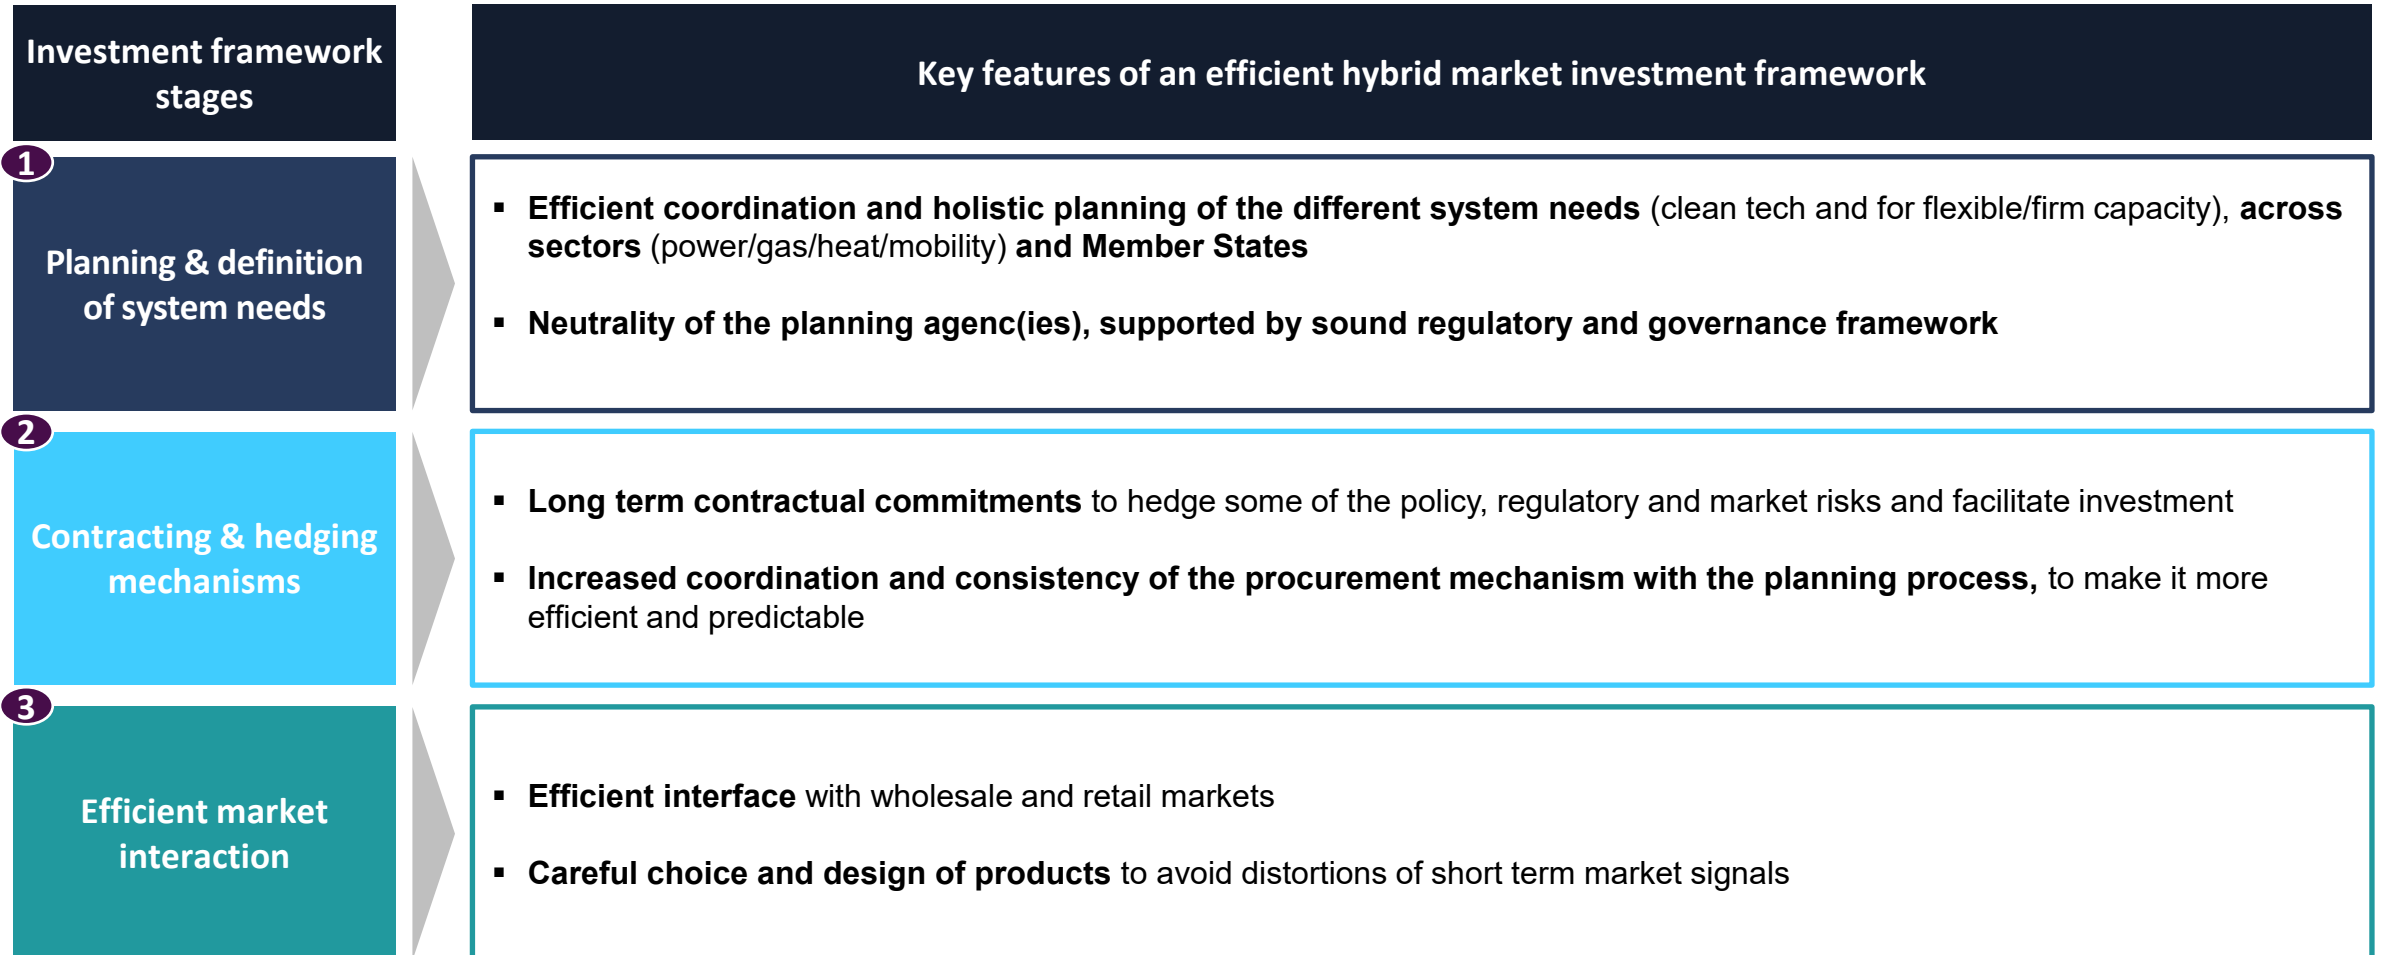 Investment framework
stages
Key features of an efficient hybrid market investment framework
1
Planning & definition
of system needs
▪ Efficient coordination and holistic planning of the different system needs (clean tech and for flexible/firm capacity), across
sectors (power/gas/heat/mobility) and Member States
▪ Neutrality of the planning agenc(ies), supported by sound regulatory and governance framework
2
Contracting & hedging
mechanisms
▪ Long term contractual commitments to hedge some of the policy, regulatory and market risks and facilitate investment
▪ Increased coordination and consistency of the procurement mechanism with the planning process, to make it more
efficient and predictable
3
Efficient market
interaction
▪ Efficient interface with wholesale and retail markets
▪ Careful choice and design of products to avoid distortions of short term market signals